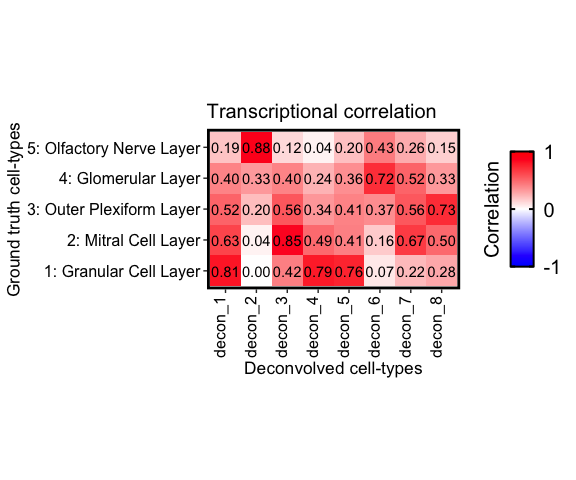 Transcriptional correlation
Ground truth cell-types
5: Olfactory Nerve Layer 0.19 0.88 0.12 0.04 0.20 0.43 0.26 0.15
4: Glomerular Layer 0.40 0.33 0.40 0.24 0.36 0.72 0.52 0.33
3: Outer Plexiform Layer 0.52 0.20 0.56 0.34 0.41 0.37 0.56 0.73
2: Mitral Cell Layer 0.63 0.04 0.85 0.49 0.41 0.16 0.67 0.50
1: Granular Cell Layer 0.81 0.00 0.42 0.79 0.76 0.07 0.22 0.28
decon_1 decon_2 decon_3 decon_4 decon_5 decon_6 decon_7 decon_8
Deconvolved cell-types
Correlation
1
0
-1